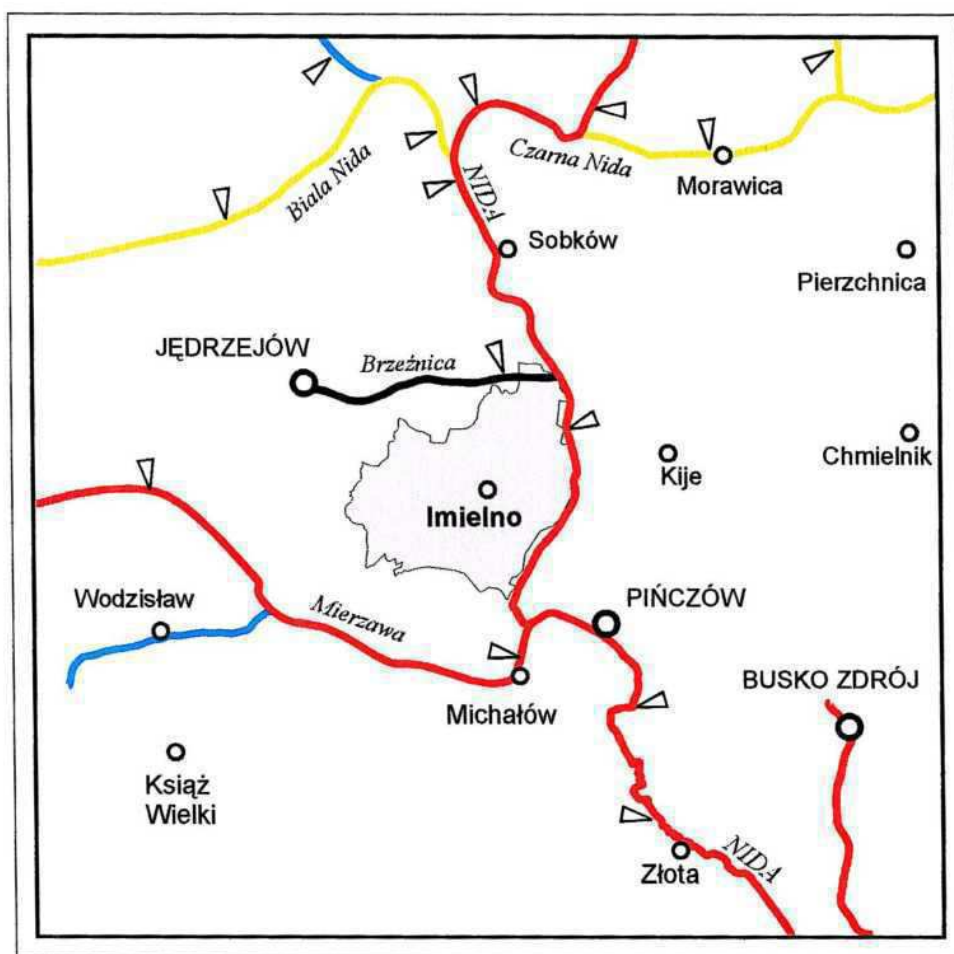 Biała Nida
NIDA
Czarna Nida
Morawica
Sobków
Pierzchnica
JĘDRZEJÓW
Brzeźnica
Chmielnik
Kije
Imielno
Wodzisław
Mierzawa
PIŃCZÓW
BUSKO ZDRÓJ
Michałów
Książ
Wielki
Złota
NIDA